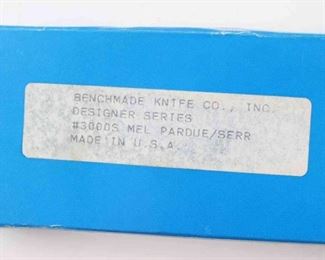 BENCHMADE KNIFE CO., INC
DESIGNER SERIES
#3000S MEL PARDUE/SERR
MADE IN U.S.A.